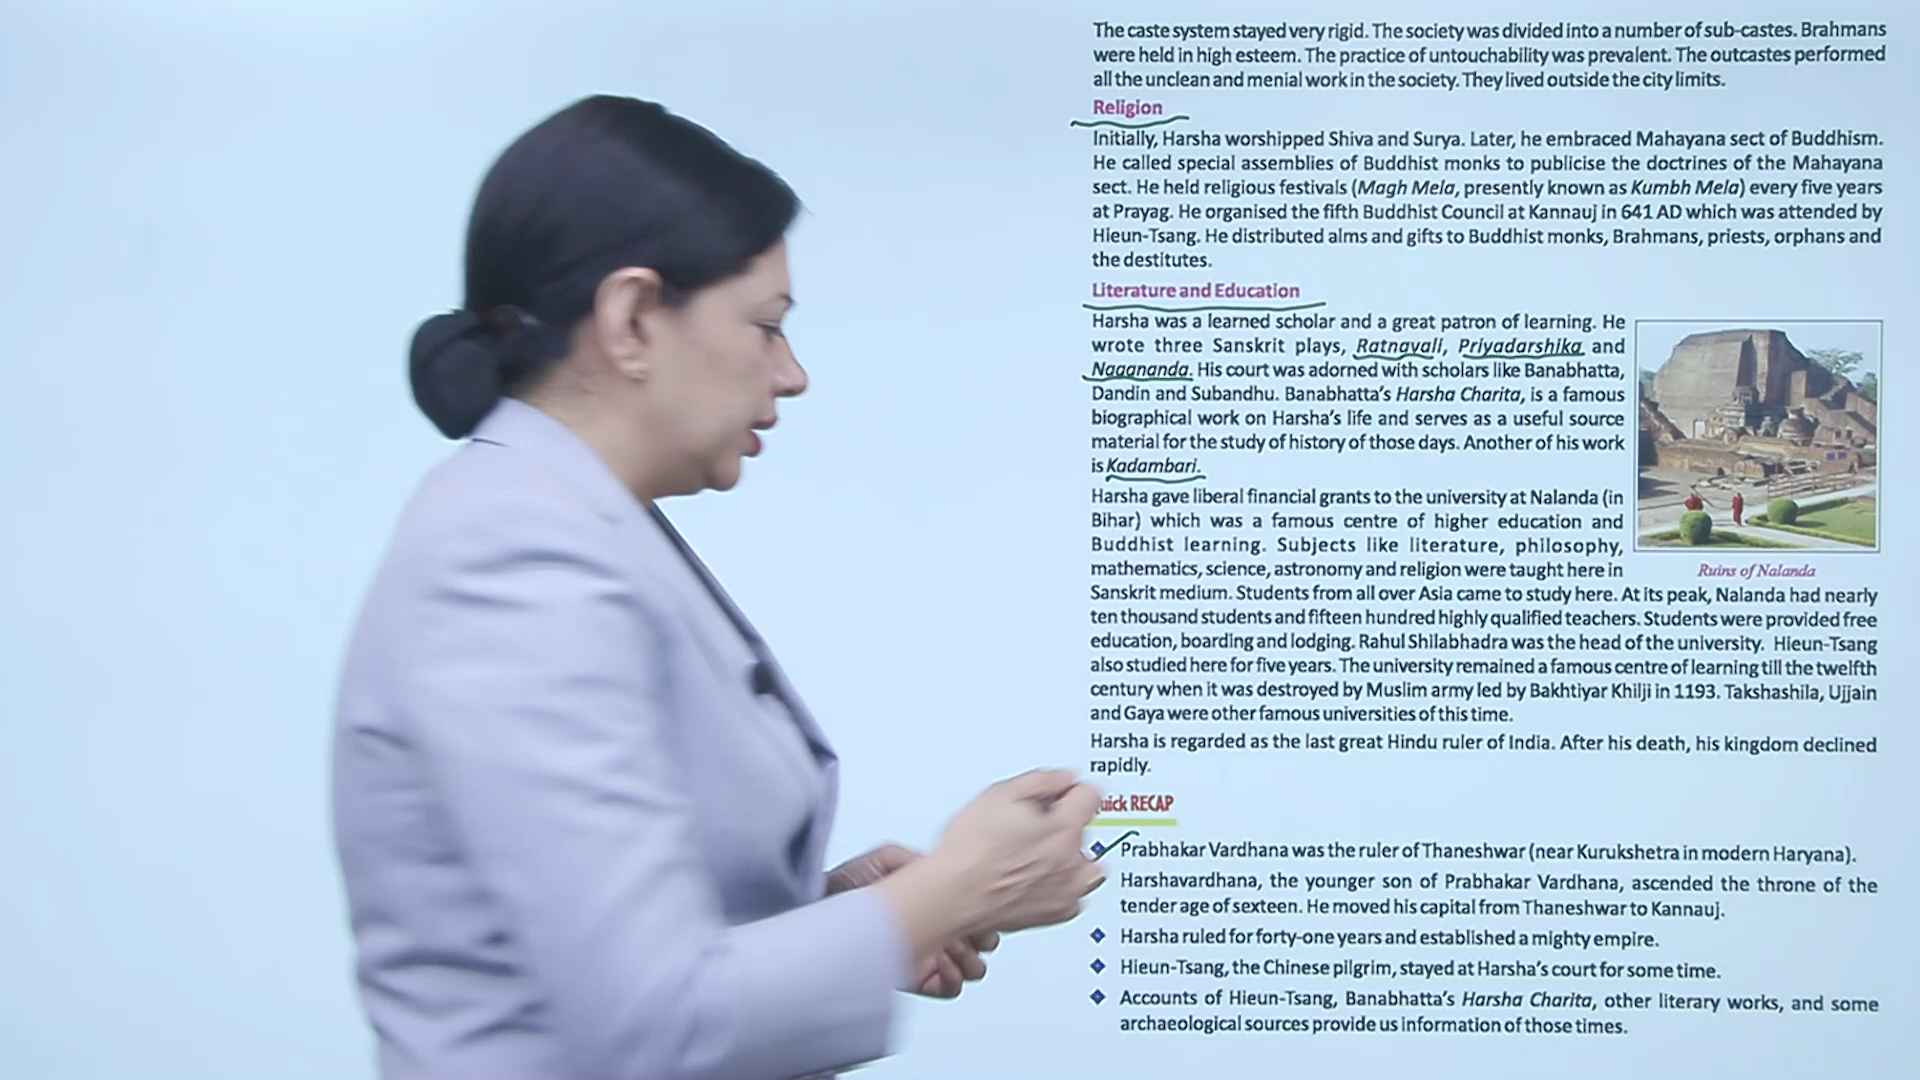 The caste system stayed very rigid. The society was divided into a number of sub-castes. Brahmans
were held in high esteem. The practice of untouchability was prevalent. The outcastes performed
all the unclean and menial work in the society. They lived outside the city limits.
Religion
Initially, Harsha worshipped Shiva and Surya. Later, he embraced Mahayana sect of Buddhism.
He called special assemblies of Buddhist monks to publicise the doctrines of the Mahayana
sect. He held religious festivals (Magh Mela, presently known as Kumbh Mela) every five years
at Prayag. He organised the fifth Buddhist Council at Kannauj in 641 AD which was attended by
Hieun-Tsang. He distributed alms and gifts to Buddhist monks, Brahmans, priests, orphans and
the destitutes.
Literature and Education
Harsha was a learned scholar and a great patron of learning. He
wrote three Sanskrit plays, Ratnavali, Priyadarshika and
Nagananda. His court was adorned with scholars like Banabhatta,
Dandin and Subandhu. Banabhatta's Harsha Charita, is a famous
biographical work on Harsha's life and serves as a useful source
material for the study of history of those days. Another of his work
is Kadambari.
Harsha gave liberal financial grants to the university at Nalanda (in
Bihar) which was a famous centre of higher education and
Buddhist learning. Subjects like literature, philosophy,
mathematics, science, astronomy and religion were taught here in
Ruins of Nalanda
Sanskrit medium. Students from all over Asia came to study here. At its peak, Nalanda had nearly
ten thousand students and fifteen hundred highly qualified teachers. Students were provided free
education, boarding and lodging. Rahul Shilabhadra was the head of the university. Hieun-Tsang
also studied here for five years. The university remained a famous centre of learning till the twelfth
century when it was destroyed by Muslim army led by Bakhtiyar Khilji in 1193. Takshashila, Ujjain
and Gaya were other famous universities of this time.
Harsha is regarded as the last great Hindu ruler of India. After his death, his kingdom declined
rapidly.
uick RECAP
Prabhakar Vardhana was the ruler of Thaneshwar (near Kurukshetra in modern Haryana).
Harshavardhana, the younger son of Prabhakar Vardhana, ascended the throne of the
tender age of sexteen. He moved his capital from Thaneshwar to Kannauj.
Harsha ruled for forty-one years and established a mighty empire.
Hieun-Tsang, the Chinese pilgrim, stayed at Harsha's court for some time.
Accounts of Hieun-Tsang, Banabhatta's Harsha Charita, other literary works, and some
archaeological sources provide us information of those times.